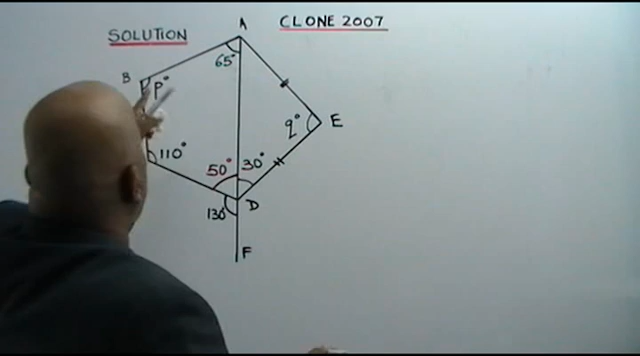 SOLUTION
CLONE 2007
A
65°
B
p°
q°
E
110°
50°
30°
130°
D
F